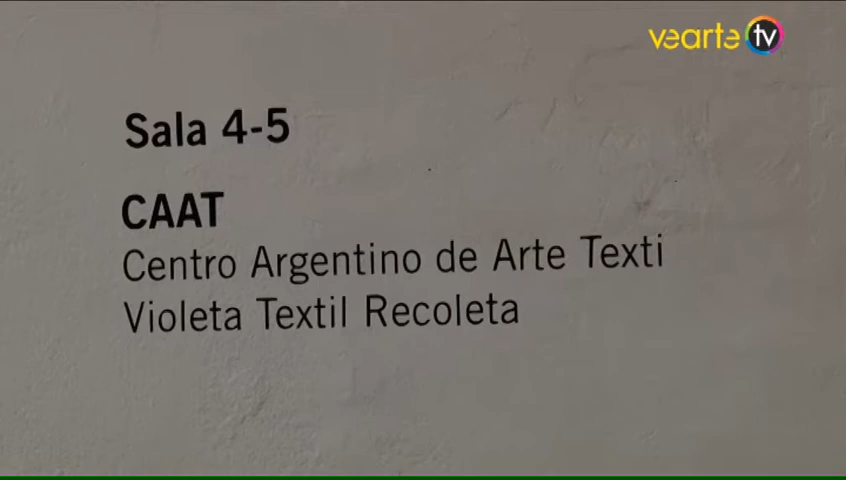 vearte tv
Sala 4-5
CAAT
Centro Argentino de Arte Texti
Violeta Textil Recoleta